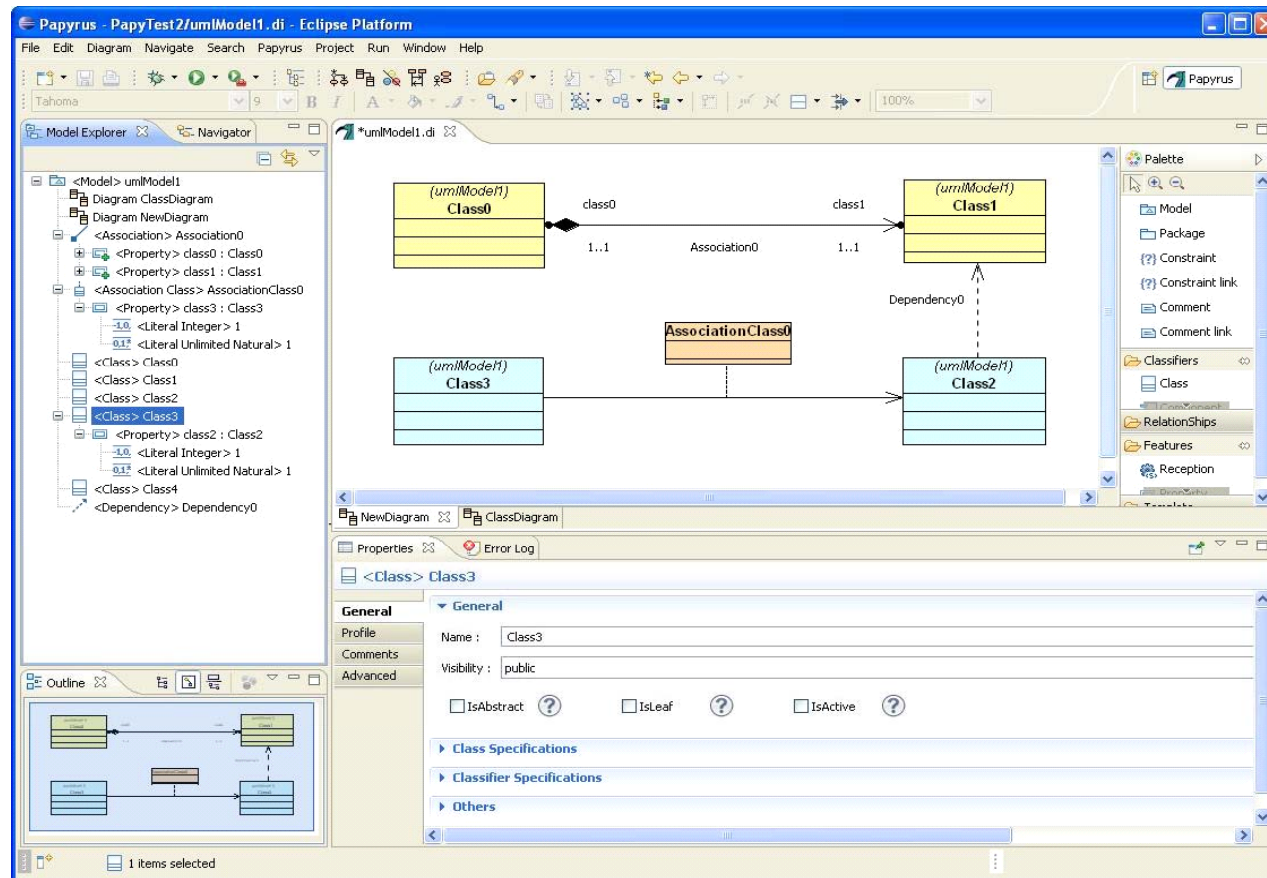 Papyrus - PapyTest2/umlModel1.di - Eclipse Platform
File Edit Diagram Navigate Search Papyrus Project Run Window Help
Papyrus
Tahoma 9 B I A 100%
Model Explorer Navigator
<Model> umlModel1
Diagram ClassDiagram
Diagram NewDiagram
<Association> Association0
<Property> class0 : Class0
<Property> class1 : Class1
<Association Class> AssociationClass0
<Property> class3 : Class3
<Literal Integer> 1
<Literal Unlimited Natural> 1
<Class> Class0
<Class> Class1
<Class> Class2
<Class> Class3
<Property> class2 : Class2
<Literal Integer> 1
<Literal Unlimited Natural> 1
<Class> Class4
<Dependency> Dependency0
*umlModel1.di
(umlModel1)
Class0
class0
class1
1..1
Association0
1..1
(umlModel1)
Class1
Dependency0
AssociationClass0
(umlModel1)
Class3
(umlModel1)
Class2
Palette
Model
Package
{?} Constraint
{?} Constraint link
Comment
Comment link
Classifiers
Class
Component
RelationShips
Features
Reception
Property
Template
NewDiagram ClassDiagram
Properties Error Log
<Class> Class3
General
Profile
Comments
Advanced
General
Name : Class3
Visibility : public
IsAbstract ? IsLeaf ? IsActive ?
Class Specifications
Classifier Specifications
Others
Outline
1 items selected